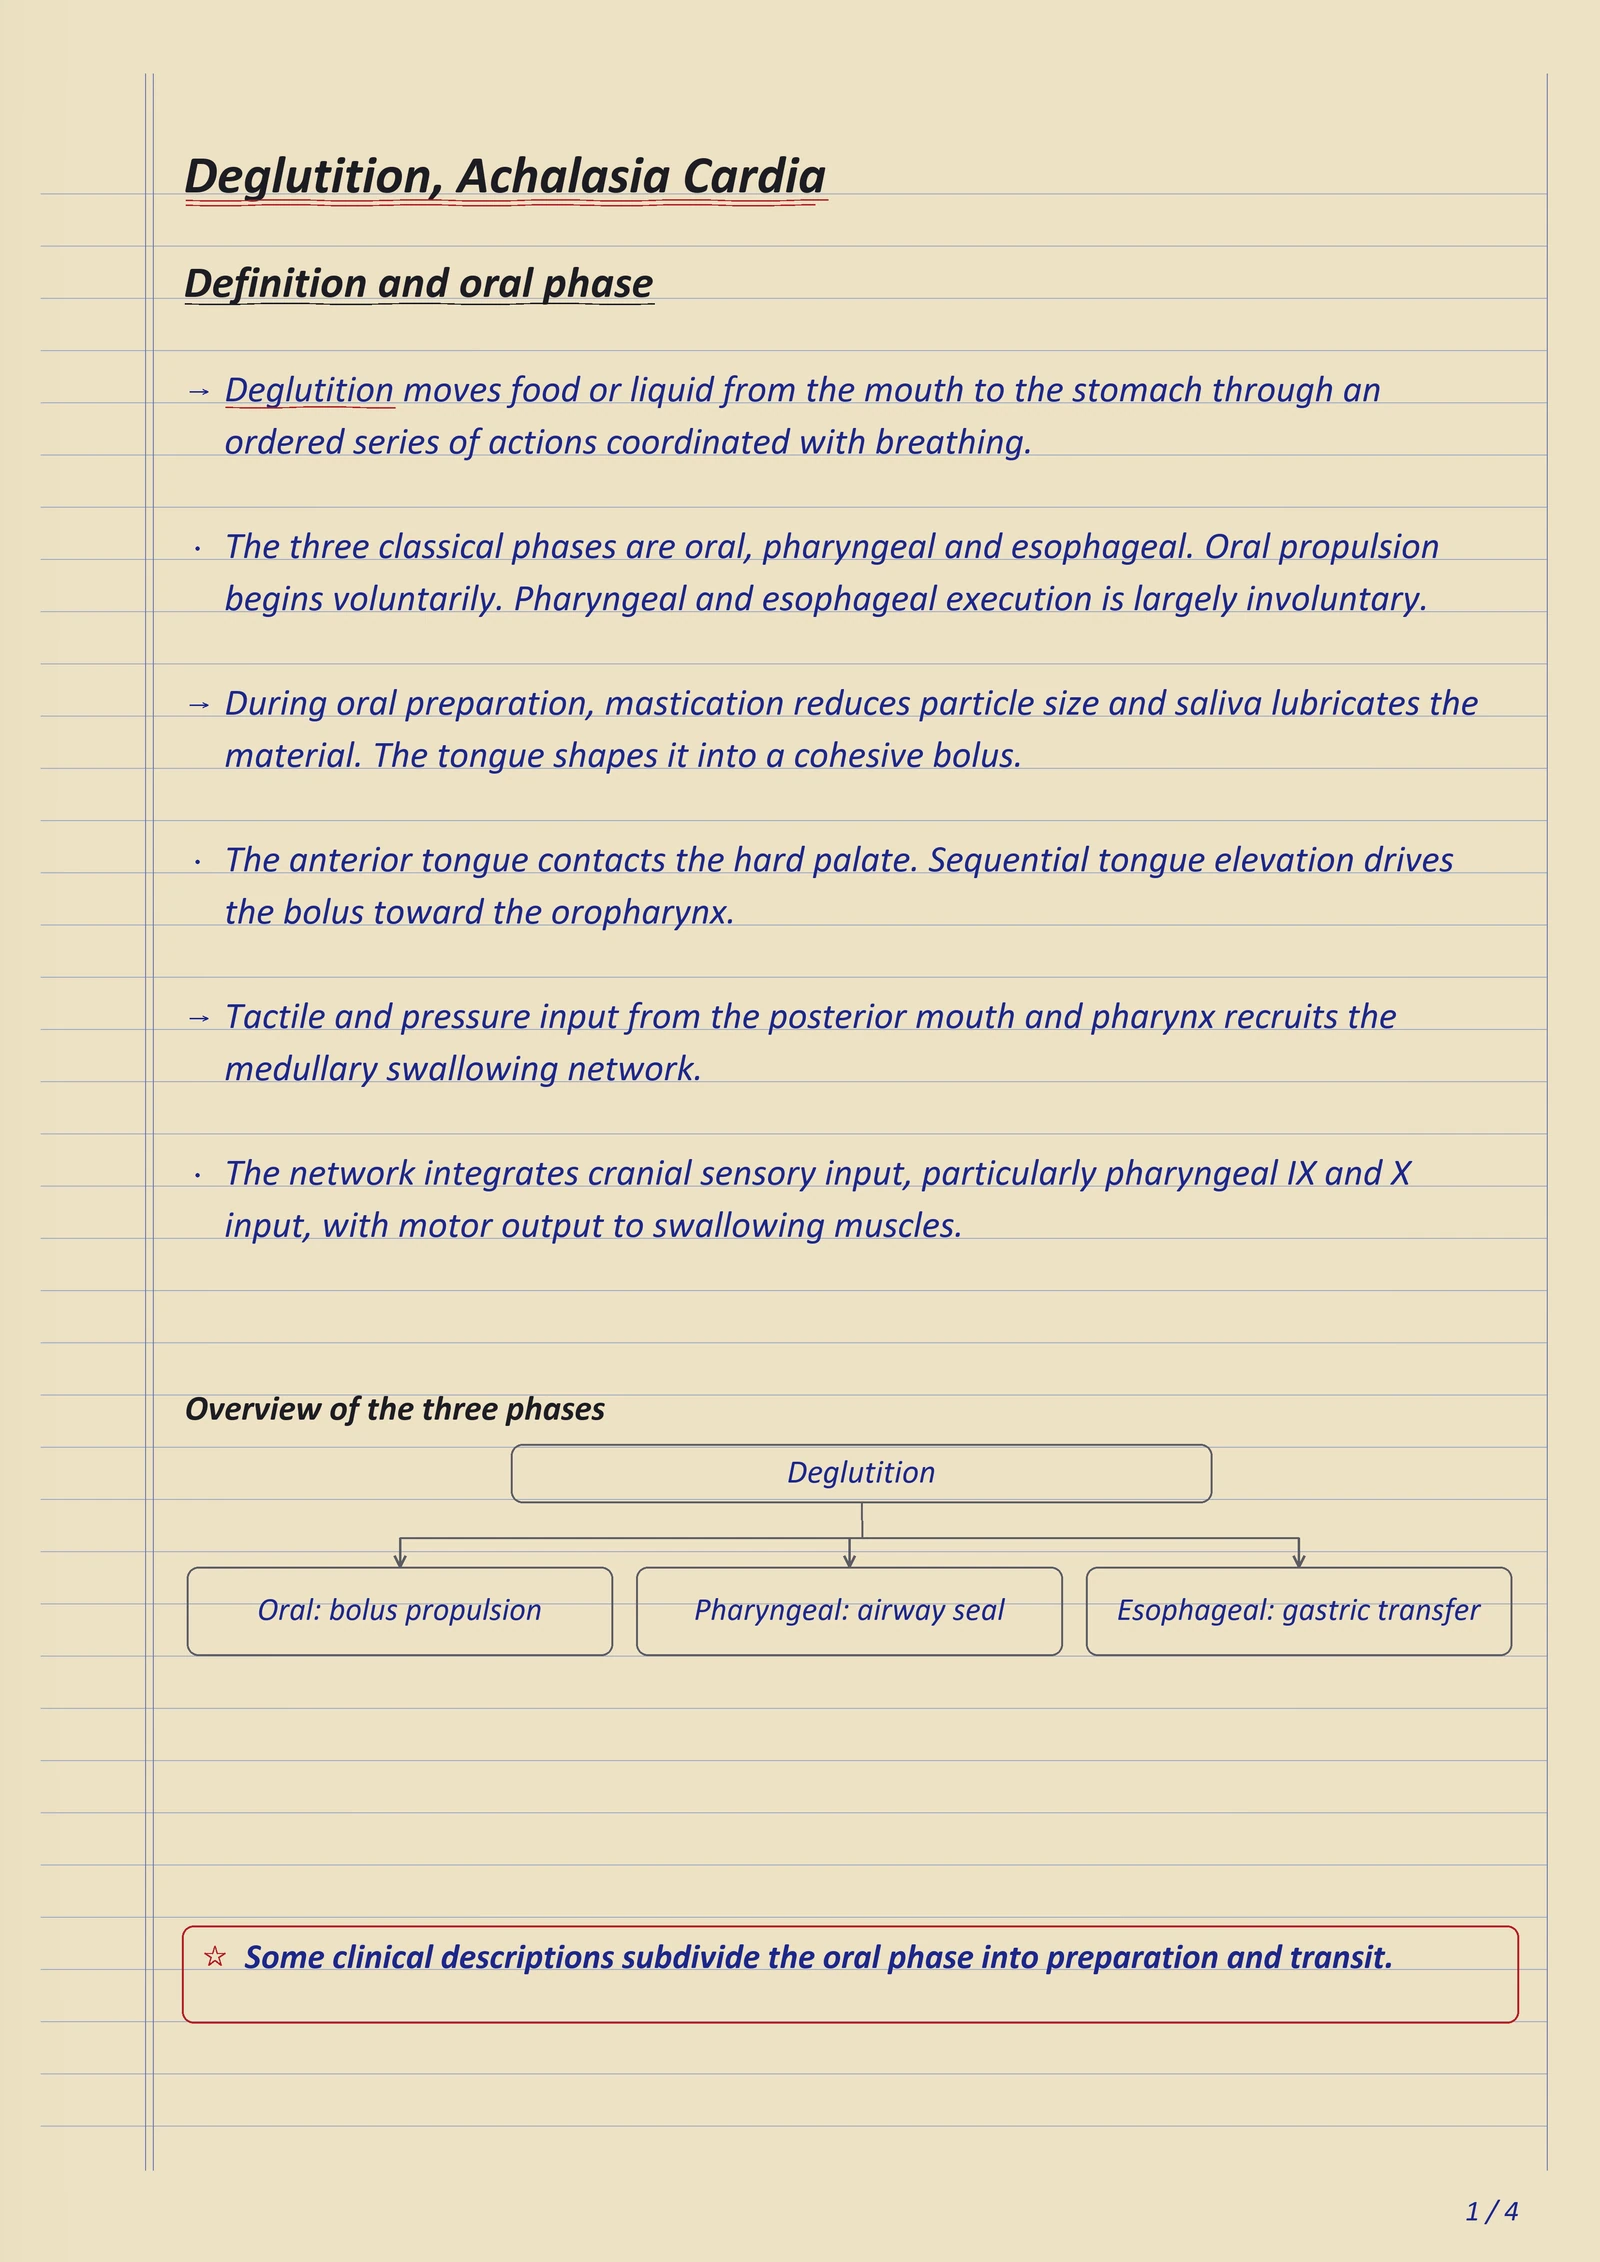 Deglutition, Achalasia Cardia
Definition and oral phase
→ Deglutition moves food or liquid from the mouth to the stomach through an
ordered series of actions coordinated with breathing.
· The three classical phases are oral, pharyngeal and esophageal. Oral propulsion
begins voluntarily. Pharyngeal and esophageal execution is largely involuntary.
→ During oral preparation, mastication reduces particle size and saliva lubricates the
material. The tongue shapes it into a cohesive bolus.
· The anterior tongue contacts the hard palate. Sequential tongue elevation drives
the bolus toward the oropharynx.
→ Tactile and pressure input from the posterior mouth and pharynx recruits the
medullary swallowing network.
· The network integrates cranial sensory input, particularly pharyngeal IX and X
input, with motor output to swallowing muscles.
Overview of the three phases
Deglutition
Oral: bolus propulsion
Pharyngeal: airway seal
Esophageal: gastric transfer
☆ Some clinical descriptions subdivide the oral phase into preparation and transit.
1 / 4